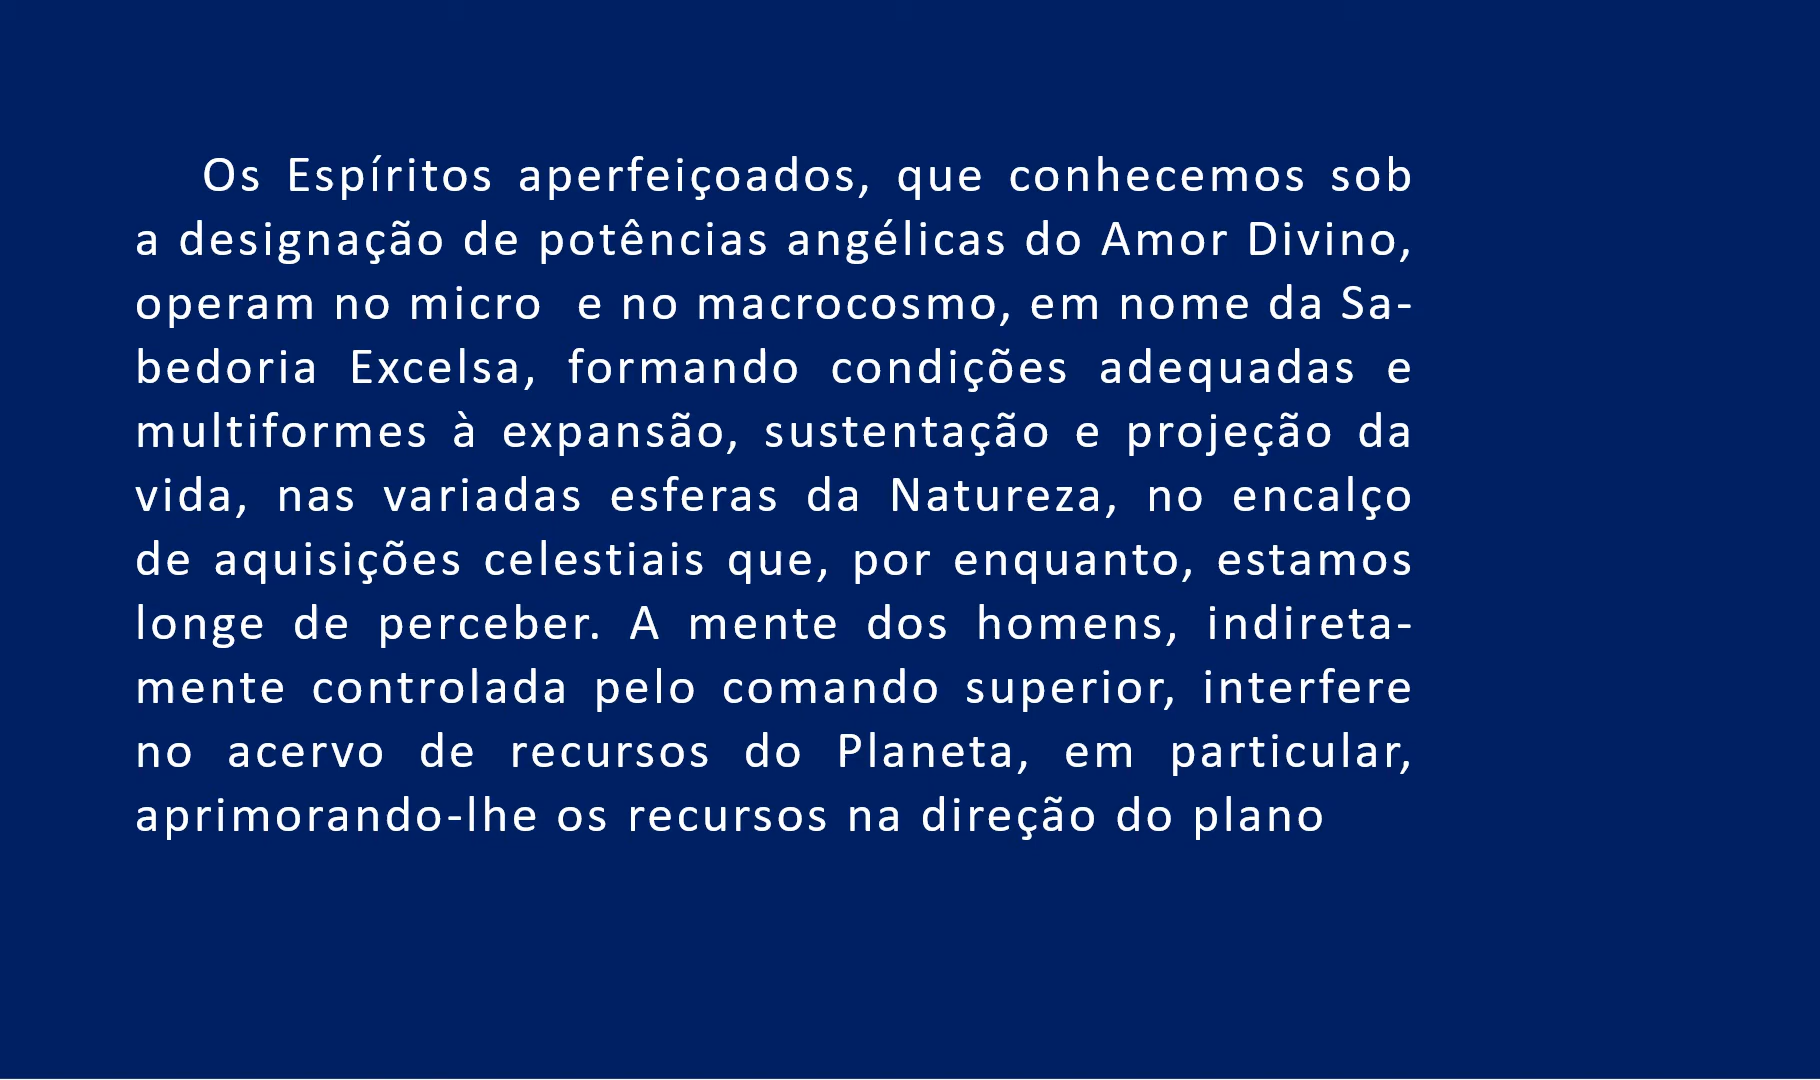 Os Espíritos aperfeiçoados, que conhecemos sob
a designação de potências angélicas do Amor Divino,
operam no micro  e no macrocosmo, em nome da Sa-
bedoria Excelsa, formando condições adequadas e
multiformes à expansão, sustentação e projeção da
vida, nas variadas esferas da Natureza, no encalço
de aquisições celestiais que, por enquanto, estamos
longe de perceber. A mente dos homens, indireta-
mente controlada pelo comando superior, interfere
no acervo de recursos do Planeta, em particular,
aprimorando-lhe os recursos na direção do plano